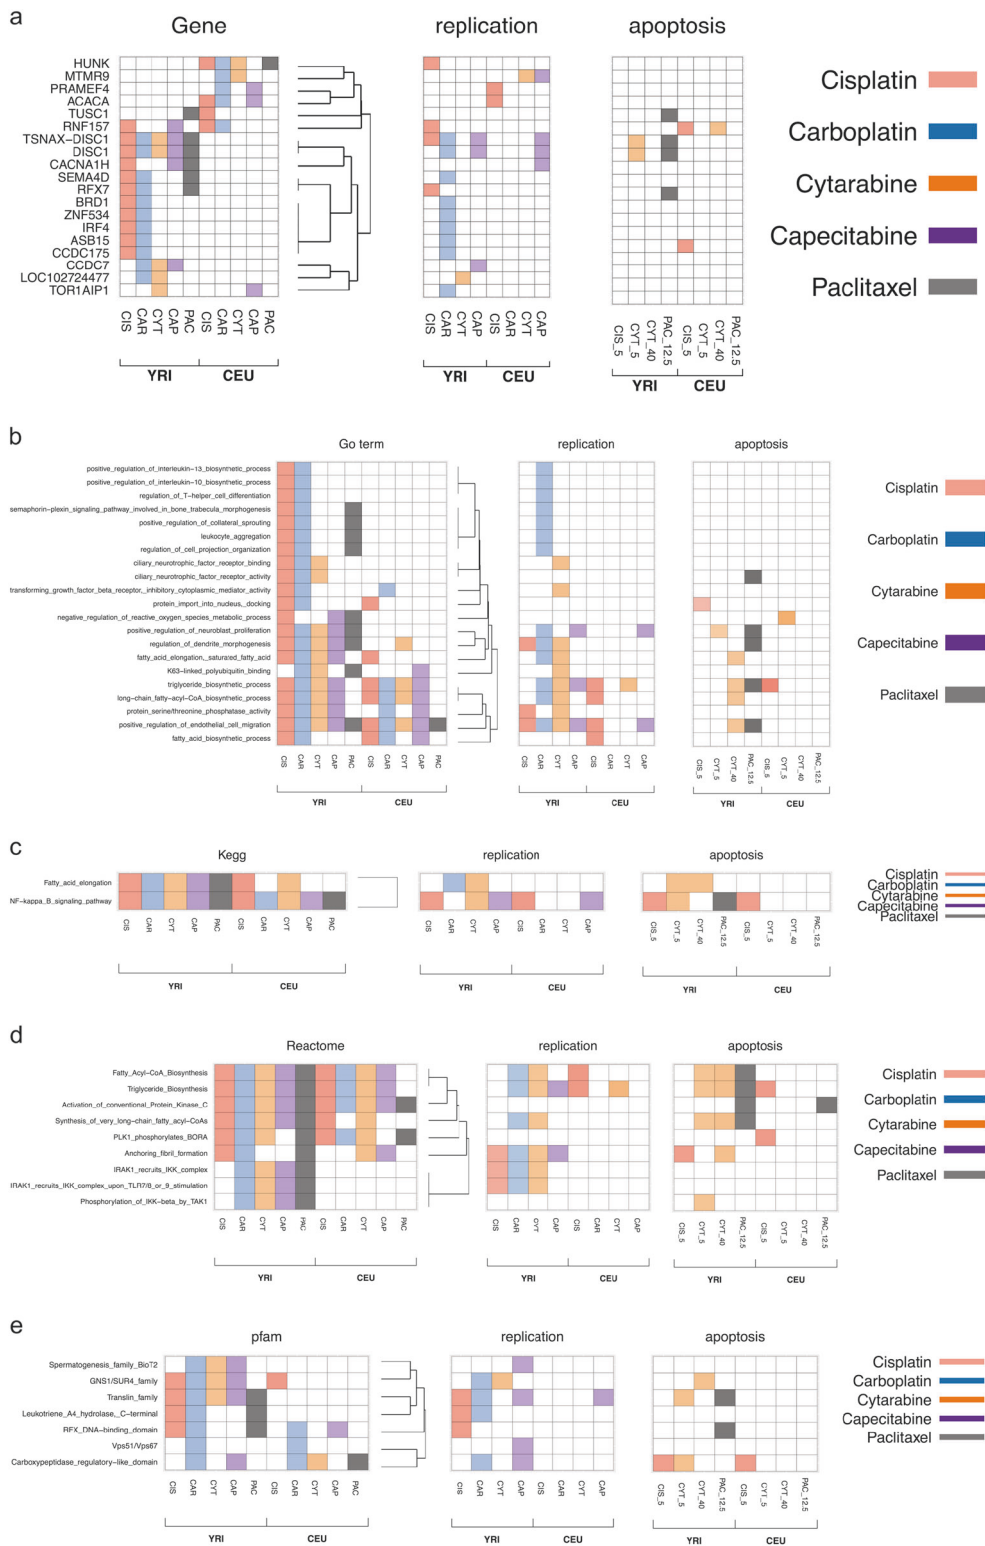 a
Gene
replication
apoptosis
HUNK
MTMR9
PRAMEF4
ACACA
TUSC1
RNF157
TSNAX-DISC1
DISC1
CACNA1H
SEMA4D
RFX7
BRD1
ZNF534
IRF4
ASB15
CCDC175
CCDC7
LOC102724477
TOR1AIP1
CIS CAR CYT CAP PAC CIS CAR CYT CAP PAC
YRI CEU
CIS CAR CYT CAP CIS CAR CYT CAP
YRI CEU
CIS_5 CYT_5 CYT_40 PAC_12.5 CIS_5 CYT_5 CYT_40 PAC_12.5
YRI CEU
Cisplatin
Carboplatin
Cytarabine
Capecitabine
Paclitaxel
b
Go term
replication
apoptosis
positive_regulation_of_interleukin-13_biosynthetic_process
positive_regulation_of_interleukin-10_biosynthetic_process
regulation_of_T-helper_cell_differentiation
semaphorin-plexin_signaling_pathway_involved_in_bone_trabecula_morphogenesis
positive_regulation_of_collateral_sprouting
leukocyte_aggregation
regulation_of_cell_projection_organization
ciliary_neurotrophic_factor_receptor_binding
ciliary_neurotrophic_factor_receptor_activity
transforming_growth_factor_beta_receptor,_inhibitory_cytoplasmic_mediator_activity
protein_import_into_nucleus,_docking
negative_regulation_of_reactive_oxygen_species_metabolic_process
positive_regulation_of_neuroblast_proliferation
regulation_of_dendrite_morphogenesis
fatty_acid_elongation,_saturated_fatty_acid
K63-linked_polyubiquitin_binding
triglyceride_biosynthetic_process
long-chain_fatty-acyl-CoA_biosynthetic_process
protein_serine/threonine_phosphatase_activity
positive_regulation_of_endothelial_cell_migration
fatty_acid_biosynthetic_process
CIS CAR CYT CAP PAC CIS CAR CYT CAP PAC
YRI CEU
CIS CAR CYT CAP CIS CAR CYT CAP
YRI CEU
CIS_5 CYT_5 CYT_40 PAC_12.5 CIS_5 CYT_5 CYT_40 PAC_12.5
YRI CEU
Cisplatin
Carboplatin
Cytarabine
Capecitabine
Paclitaxel
c
Kegg
replication
apoptosis
Fatty_acid_elongation
NF-kappa_B_signaling_pathway
CIS CAR CYT CAP PAC CIS CAR CYT CAP PAC
YRI CEU
CIS CAR CYT CAP CIS CAR CYT CAP
YRI CEU
CIS_5 CYT_5 CYT_40 PAC_12.5 CIS_5 CYT_5 CYT_40 PAC_12.5
YRI CEU
Cisplatin
Carboplatin
Cytarabine
Capecitabine
Paclitaxel
d
Reactome
replication
apoptosis
Fatty_Acyl-CoA_Biosynthesis
Triglyceride_Biosynthesis
Activation_of_conventional_Protein_Kinase_C
Synthesis_of_very_long-chain_fatty_acyl-CoAs
PLK1_phosphorylates_BORA
Anchoring_fibril_formation
IRAK1_recruits_IKK_complex
IRAK1_recruits_IKK_complex_upon_TLR7/8_or_9_stimulation
Phosphorylation_of_IKK-beta_by_TAK1
CIS CAR CYT CAP PAC CIS CAR CYT CAP PAC
YRI CEU
CIS CAR CYT CAP CIS CAR CYT CAP
YRI CEU
CIS_5 CYT_5 CYT_40 PAC_12.5 CIS_5 CYT_5 CYT_40 PAC_12.5
YRI CEU
Cisplatin
Carboplatin
Cytarabine
Capecitabine
Paclitaxel
e
pfam
replication
apoptosis
Spermatogenesis_family_BioT2
GNS1/SUR4_family
Translin_family
Leukotriene_A4_hydrolase,_C-terminal
RFX_DNA-binding_domain
Vps51/Vps67
Carboxypeptidase_regulatory-like_domain
CIS CAR CYT CAP PAC CIS CAR CYT CAP PAC
YRI CEU
CIS CAR CYT CAP CIS CAR CYT CAP
YRI CEU
CIS_5 CYT_5 CYT_40 PAC_12.5 CIS_5 CYT_5 CYT_40 PAC_12.5
YRI CEU
Cisplatin
Carboplatin
Cytarabine
Capecitabine
Paclitaxel